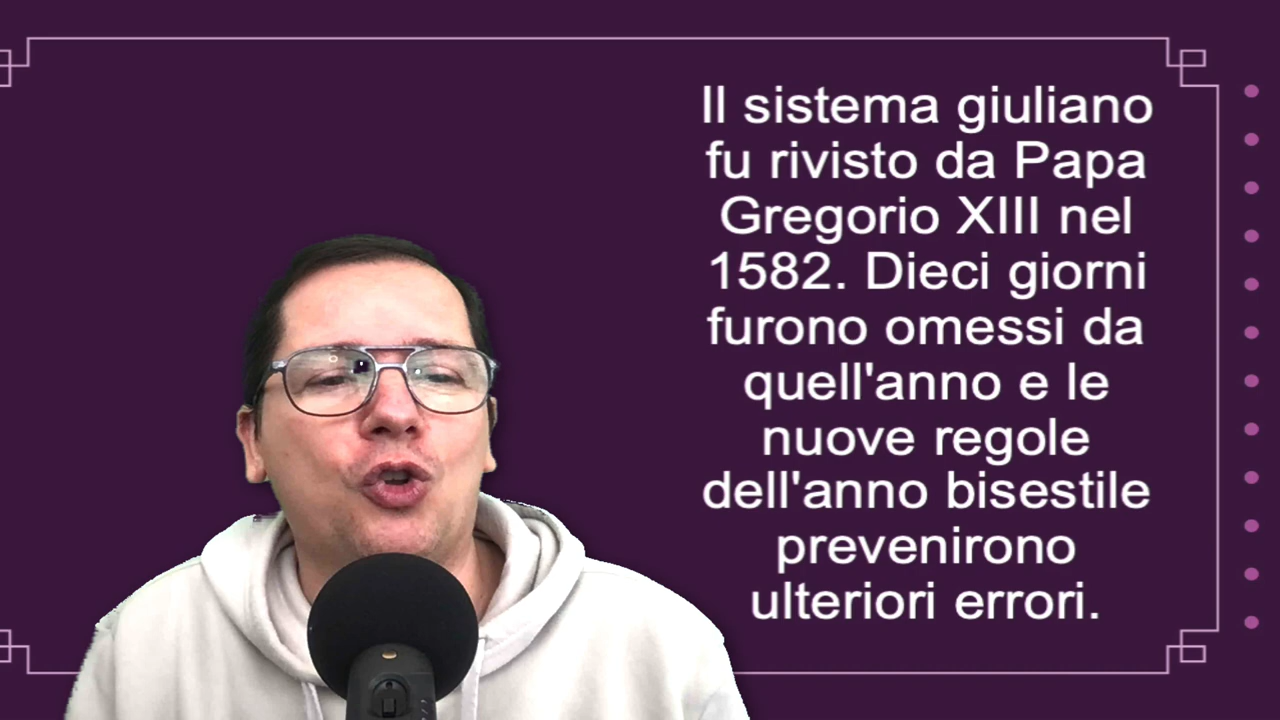 Il sistema giuliano
fu rivisto da Papa
Gregorio XIII nel
1582. Dieci giorni
furono omessi da
quell'anno e le
nuove regole
dell'anno bisestile
prevenirono
ulteriori errori.